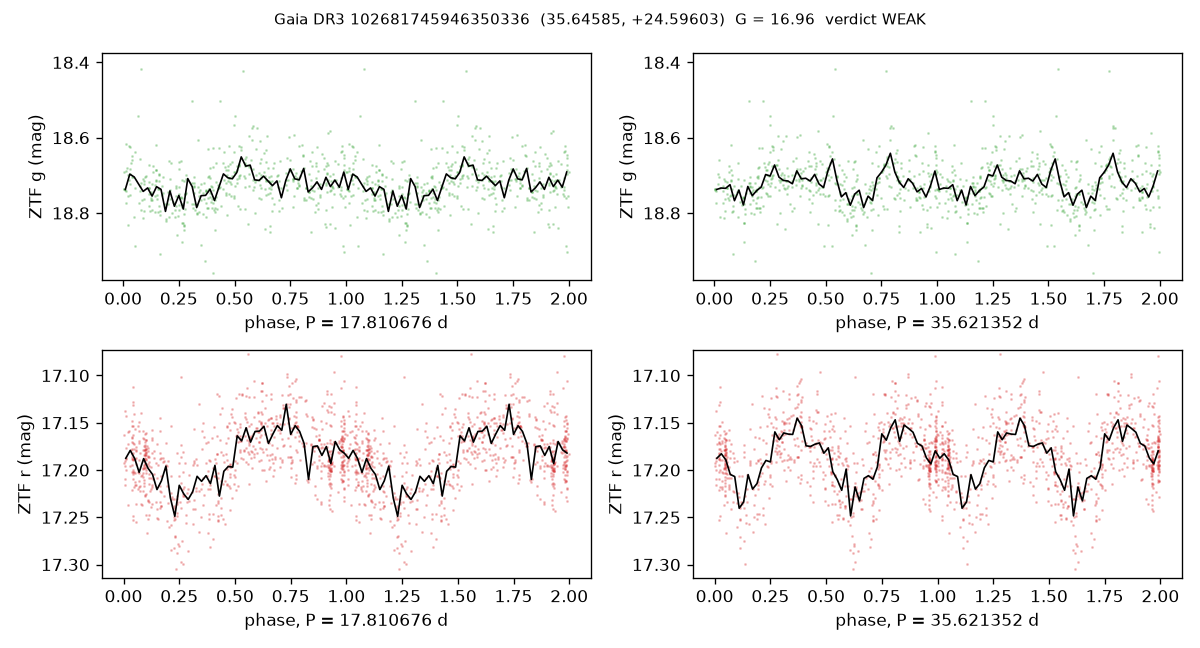 Gaia DR3 102681745946350336 (35.64585, +24.59603) G = 16.96 verdict WEAK
ZTF g (mag)
18.4
18.6
18.8
0.00 0.25 0.50 0.75 1.00 1.25 1.50 1.75 2.00
phase, P = 17.810676 d
ZTF g (mag)
18.4
18.6
18.8
0.00 0.25 0.50 0.75 1.00 1.25 1.50 1.75 2.00
phase, P = 35.621352 d
ZTF r (mag)
17.10
17.15
17.20
17.25
17.30
0.00 0.25 0.50 0.75 1.00 1.25 1.50 1.75 2.00
phase, P = 17.810676 d
ZTF r (mag)
17.10
17.15
17.20
17.25
17.30
0.00 0.25 0.50 0.75 1.00 1.25 1.50 1.75 2.00
phase, P = 35.621352 d